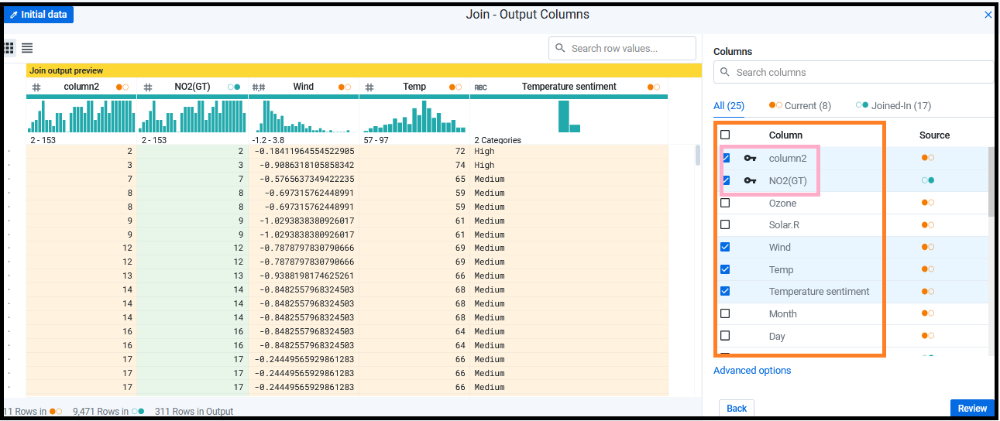 Initial data
Join - Output Columns
Search row values...
Join output preview
# column2 # NO2(GT) #.# Wind # Temp ABC Temperature sentiment
2 - 153 2 - 153 -1.2 - 3.8 57 - 97 2 Categories
2 2 -0.18411964554522905 72 High
3 3 -0.9086318105858342 74 High
7 7 -0.5765637349422235 65 Medium
8 8 -0.697315762448991 59 Medium
8 8 -0.697315762448991 59 Medium
9 9 -1.0293838380926017 61 Medium
9 9 -1.0293838380926017 61 Medium
12 12 -0.7878797830790666 69 Medium
12 12 -0.7878797830790666 69 Medium
13 13 -0.9388198174625261 66 Medium
14 14 -0.8482557968324503 68 Medium
14 14 -0.8482557968324503 68 Medium
14 14 -0.8482557968324503 68 Medium
16 16 -0.8482557968324503 64 Medium
16 16 -0.8482557968324503 64 Medium
17 17 -0.24449565929861283 66 Medium
17 17 -0.24449565929861283 66 Medium
17 17 -0.24449565929861283 66 Medium
11 Rows in 9,471 Rows in 311 Rows in Output
Columns
Search columns
All (25) Current (8) Joined-In (17)
Column Source
column2
NO2(GT)
Ozone
Solar.R
Wind
Temp
Temperature sentiment
Month
Day
Advanced options
Back Review